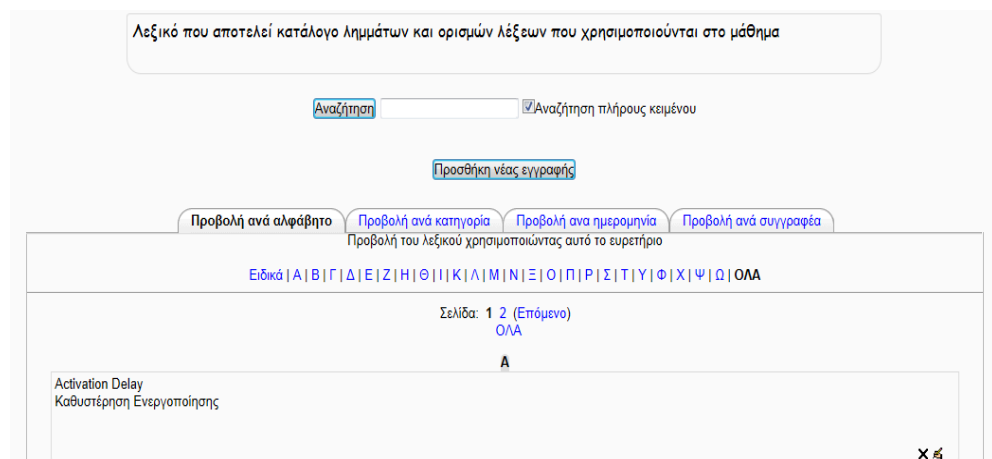 Λεξικό που αποτελεί κατάλογο λημμάτων και ορισμών λέξεων που χρησιμοποιούνται στο μάθημα
Αναζήτηση Αναζήτηση πλήρους κειμένου
Προσθήκη νέας εγγραφής
Προβολή ανά αλφάβητο Προβολή ανά κατηγορία Προβολή ανα ημερομηνία Προβολή ανά συγγραφέα
Προβολή του λεξικού χρησιμοποιώντας αυτό το ευρετήριο
Ειδικά | Α | Β | Γ | Δ | Ε | Ζ | Η | Θ | Ι | Κ | Λ | Μ | Ν | Ξ | Ο | Π | Ρ | Σ | Τ | Υ | Φ | Χ | Ψ | Ω | ΟΛΑ
Σελίδα: 1 2 (Επόμενο)
ΟΛΑ
A
Activation Delay
Καθυστέρηση Ενεργοποίησης